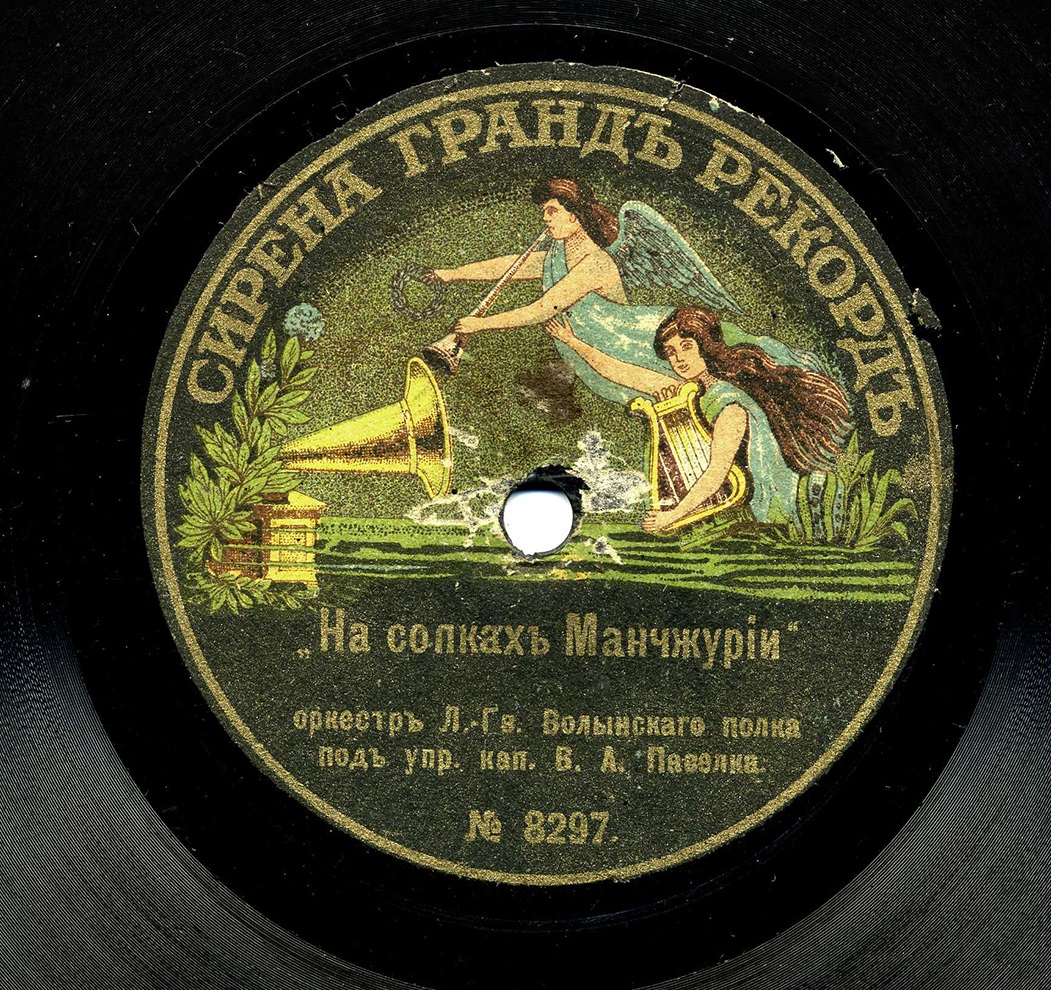 СИРЕНА ГРАНДЪ РЕКОРДЪ
„На сопкахъ Манчжуріи“
оркестръ Л.-Гв. Волынскаго полка
подъ упр. кап. В. А. Павелка.
№ 8297.